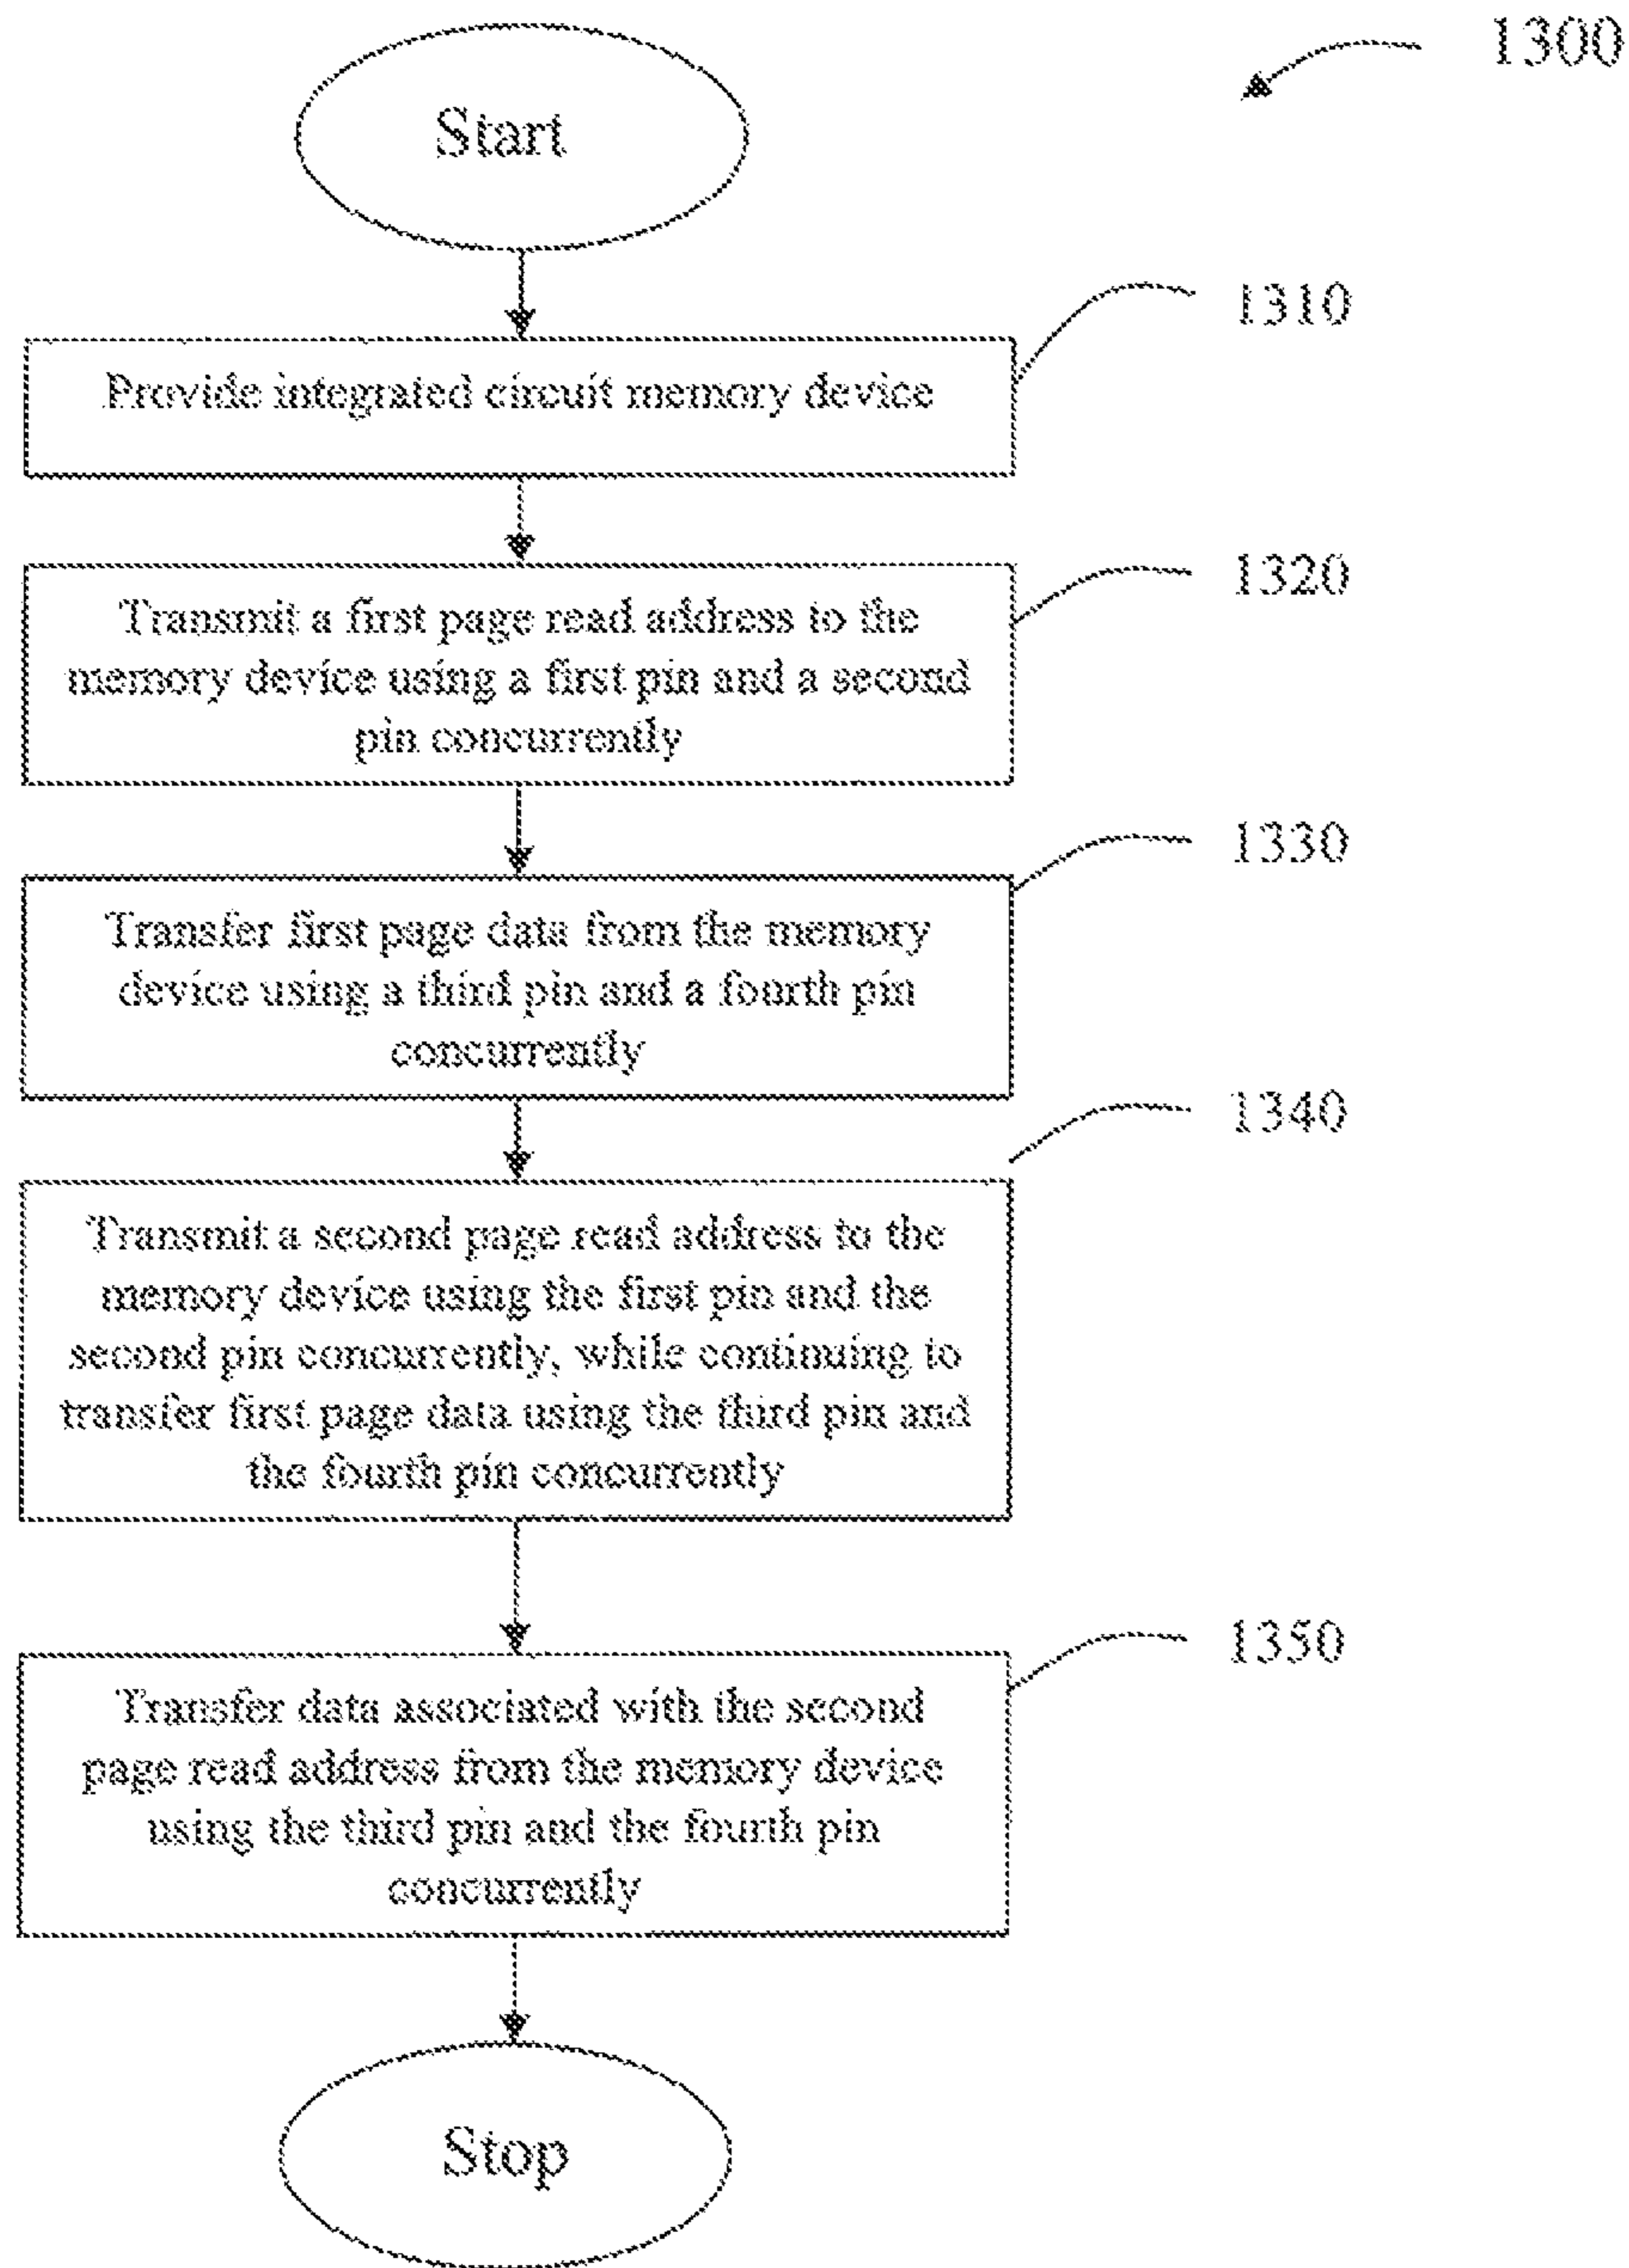 1300
Start
1310
Provide integrated circuit memory device
1320
Transmit a first page read address to the
memory device using a first pin and a second
pin concurrently
1330
Transfer first page data from the memory
device using a third pin and a fourth pin
concurrently
1340
Transmit a second page read address to the
memory device using the first pin and the
second pin concurrently, while continuing to
transfer first page data using the third pin and
the fourth pin concurrently
1350
Transfer data associated with the second
page read address from the memory device
using the third pin and the fourth pin
concurrently
Stop